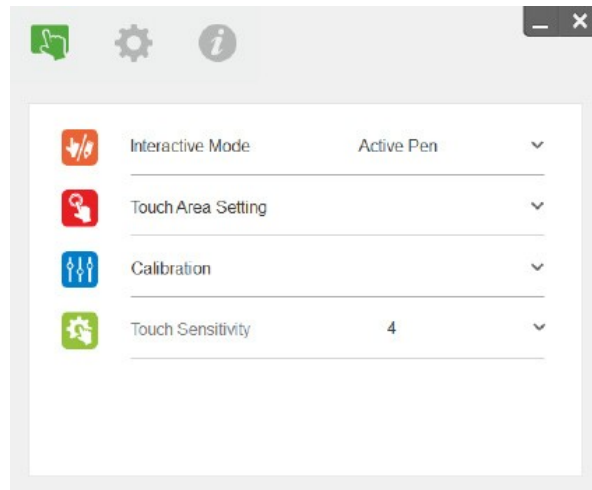 Interactive Mode Active Pen
Touch Area Setting
Calibration
Touch Sensitivity 4